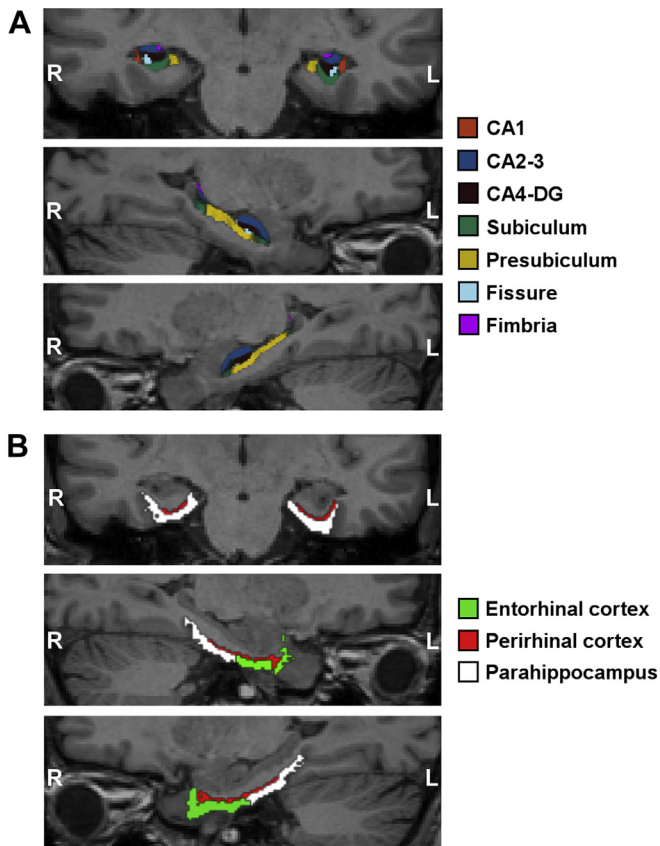 A
R L
CA1
CA2-3
CA4-DG
Subiculum
Presubiculum
Fissure
Fimbria
R L
R L
B
R L
Entorhinal cortex
Perirhinal cortex
Parahippocampus
R L
R L